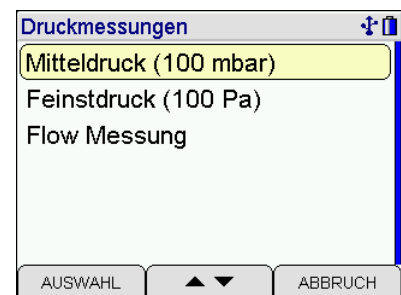 Druckmessungen
Mitteldruck (100 mbar)
Feinstdruck (100 Pa)
Flow Messung
AUSWAHL ▲ ▼ ABBRUCH